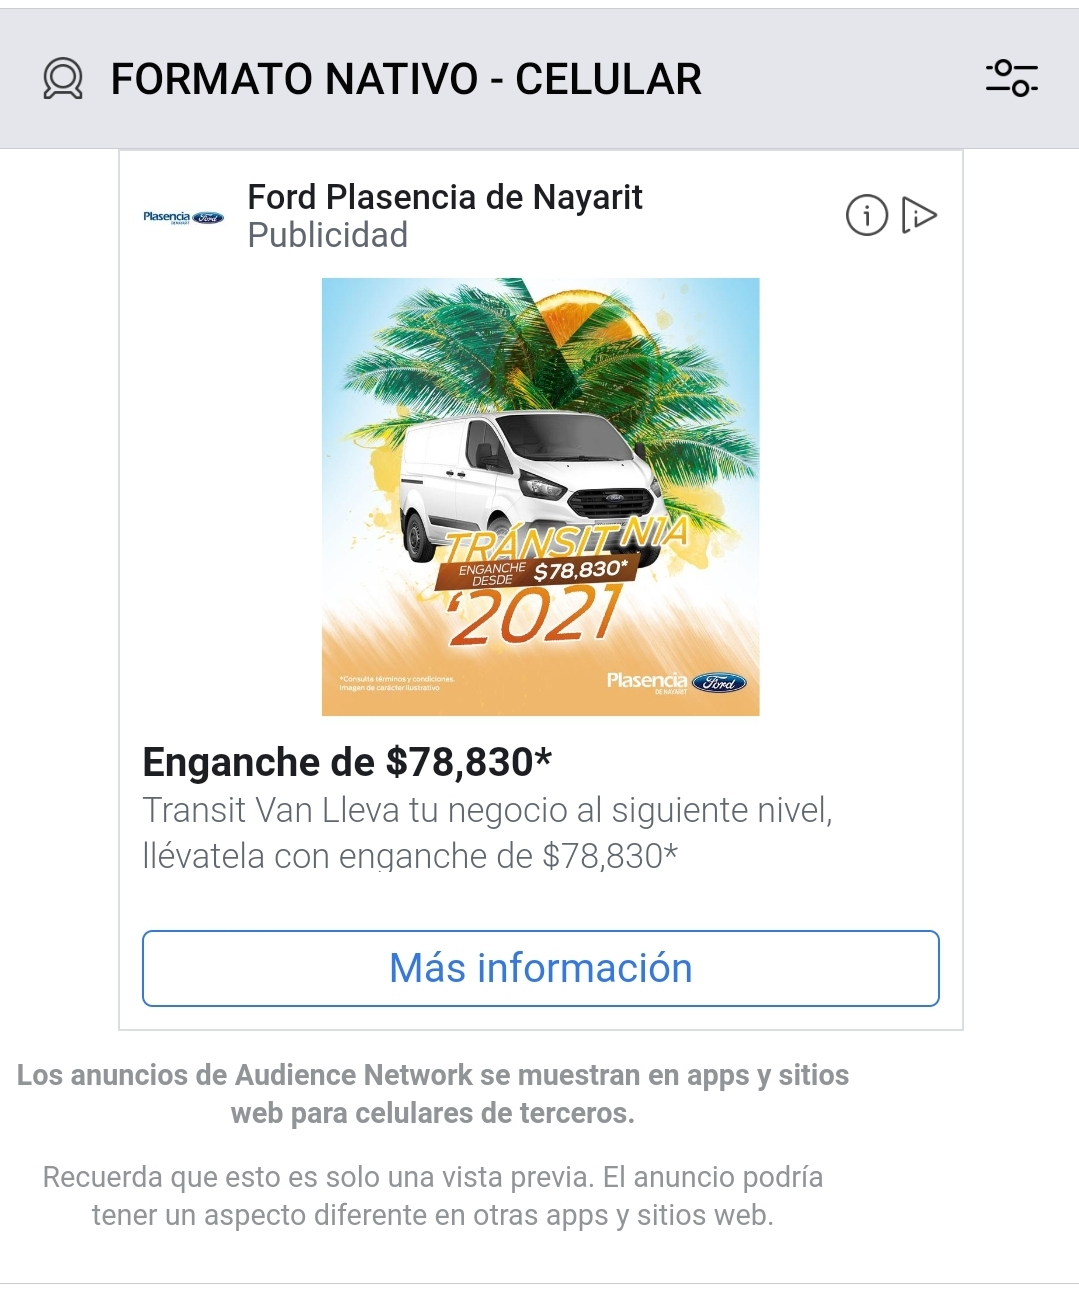 FORMATO NATIVO - CELULAR
Plasencia Ford
DE NAYARIT
Ford Plasencia de Nayarit
Publicidad
Ford
TRÁNSITNIA
ENGANCHE
DESDE $78,830*
‘2021
*Consulta términos y condiciones.
Imagen de carácter ilustrativo
Plasencia Ford
DE NAYARIT
Enganche de $78,830*
Transit Van Lleva tu negocio al siguiente nivel,
llévatela con enganche de $78,830*
Más información
Los anuncios de Audience Network se muestran en apps y sitios
web para celulares de terceros.
Recuerda que esto es solo una vista previa. El anuncio podría
tener un aspecto diferente en otras apps y sitios web.